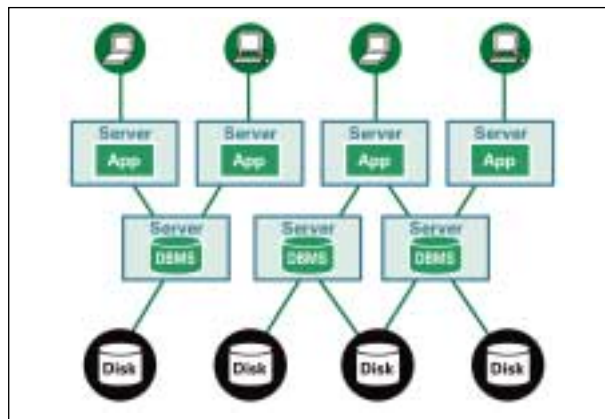 Server Server Server Server
App App App App
Server Server Server
DBMS DBMS DBMS
Disk Disk Disk Disk